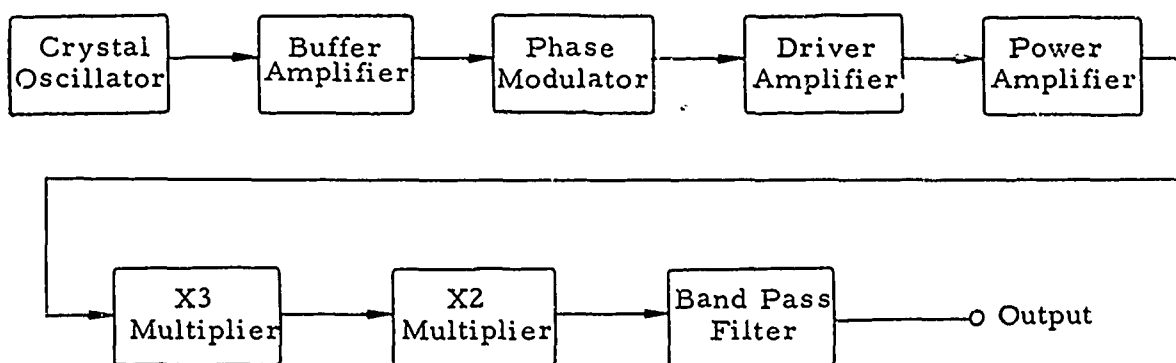 Crystal
Oscillator
Buffer
Amplifier
Phase
Modulator
Driver
Amplifier
Power
Amplifier
X3
Multiplier
X2
Multiplier
Band Pass
Filter
Output